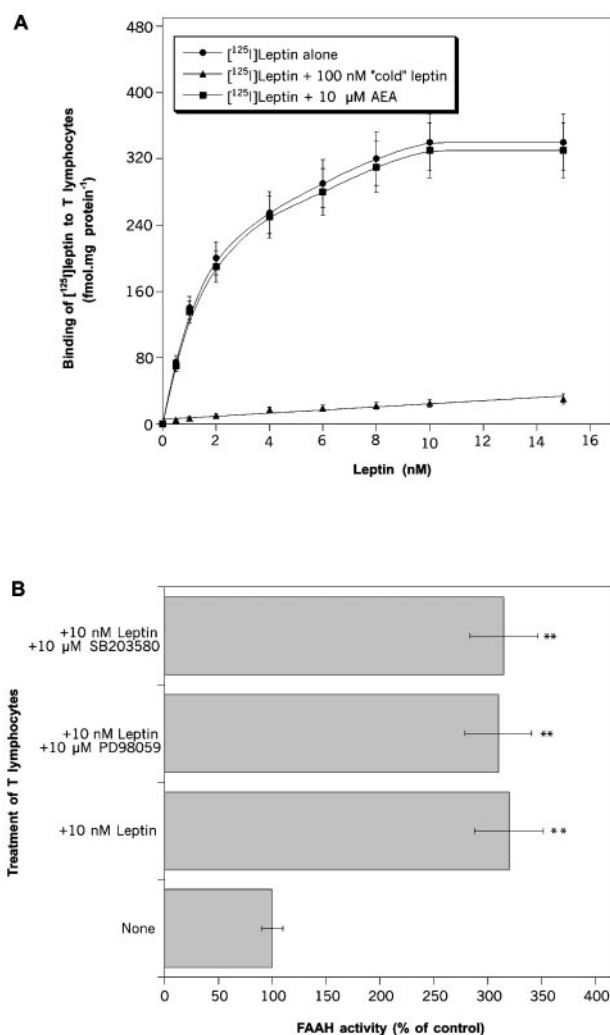 A
[¹²⁵I]Leptin alone
[¹²⁵I]Leptin + 100 nM "cold" leptin
[¹²⁵I]Leptin + 10 µM AEA
Binding of [¹²⁵I]leptin to T lymphocytes
(fmol.mg protein⁻¹)
480
400
320
240
160
80
0
0 2 4 6 8 10 12 14 16
Leptin (nM)
B
Treatment of T lymphocytes
+10 nM Leptin
+10 µM SB203580
**
+10 nM Leptin
+10 µM PD98059
**
+10 nM Leptin
**
None
0 50 100 150 200 250 300 350 400
FAAH activity (% of control)